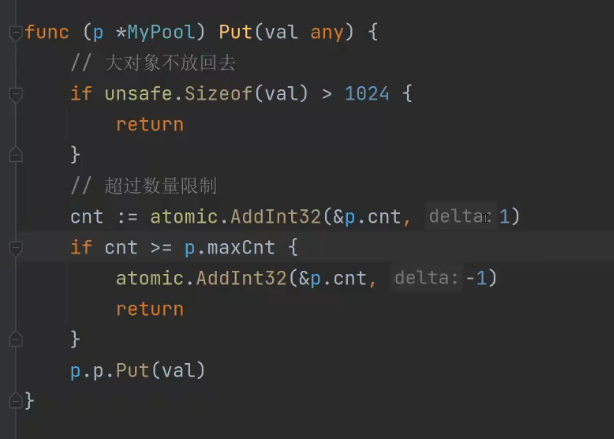 func (p *MyPool) Put(val any) {
    // 大对象不放回去
    if unsafe.Sizeof(val) > 1024 {
        return
    }
    // 超过数量限制
    cnt := atomic.AddInt32(&p.cnt, delta: 1)
    if cnt >= p.maxCnt {
        atomic.AddInt32(&p.cnt, delta: -1)
        return
    }
    p.p.Put(val)
}